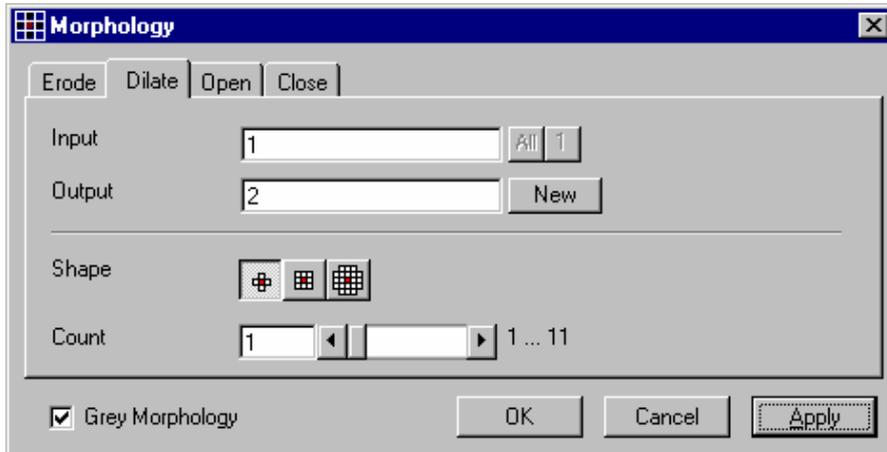 Morphology
Erode Dilate Open Close
Input 1 All 1
Output 2 New
Shape
Count 1 1 ... 11
Grey Morphology OK Cancel Apply